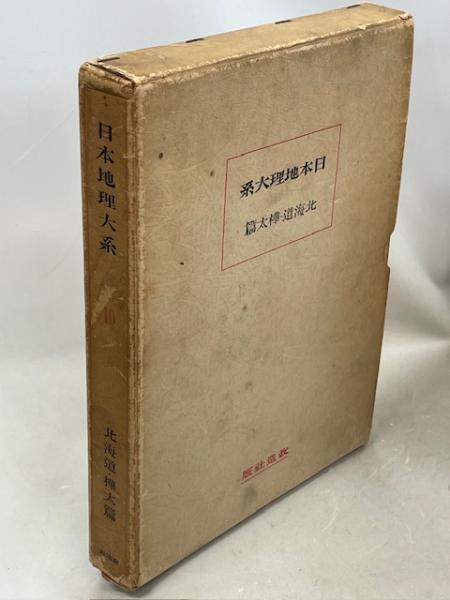 日本地理大系
10
北海道・樺太篇
系大理地本日
篇太樺・道海北
版社造改